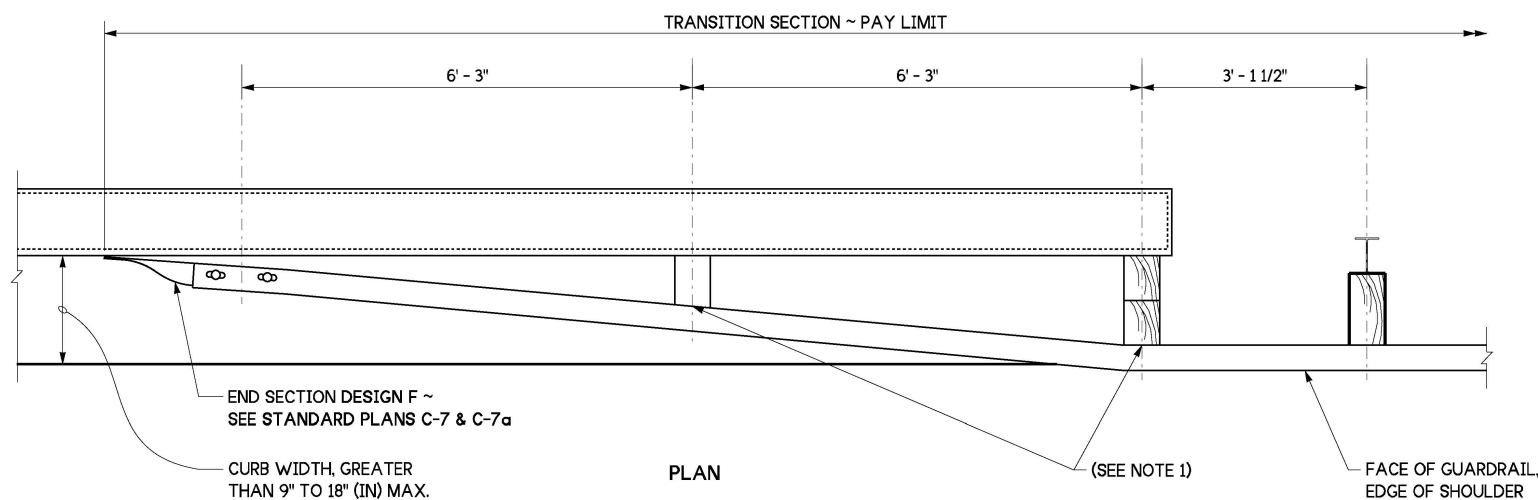 TRANSITION SECTION ~ PAY LIMIT
6' - 3"
6' - 3"
3' - 1 1/2"
END SECTION DESIGN F ~
SEE STANDARD PLANS C-7 & C-7a
CURB WIDTH, GREATER
THAN 9" TO 18" (IN) MAX.
PLAN
(SEE NOTE 1)
FACE OF GUARDRAIL,
EDGE OF SHOULDER